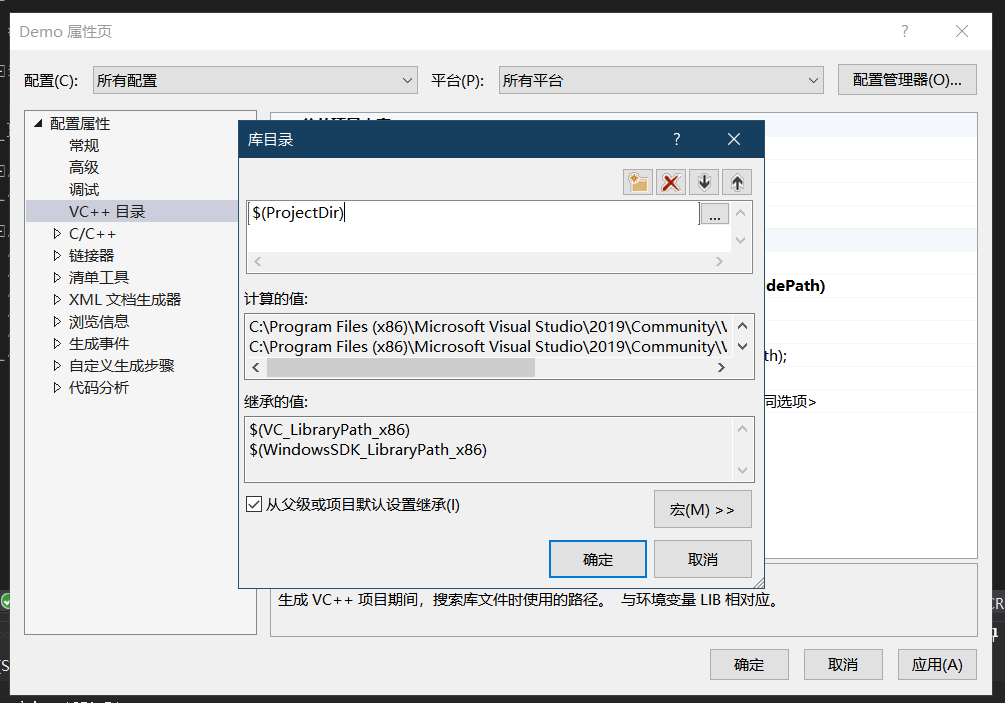 Demo 属性页
配置(C): 所有配置 平台(P): 所有平台 配置管理器(O)...
配置属性
常规
高级
调试
VC++ 目录
C/C++
链接器
清单工具
XML 文档生成器
浏览信息
生成事件
自定义生成步骤
代码分析
库目录
$(ProjectDir)
...
计算的值:
C:\Program Files (x86)\Microsoft Visual Studio\2019\Community\\
C:\Program Files (x86)\Microsoft Visual Studio\2019\Community\\
继承的值:
$(VC_LibraryPath_x86)
$(WindowsSDK_LibraryPath_x86)
从父级或项目默认设置继承(I)
宏(M) >>
确定 取消
dePath)
th);
同选项>
生成 VC++ 项目期间，搜索库文件时使用的路径。 与环境变量 LIB 相对应。
确定 取消 应用(A)